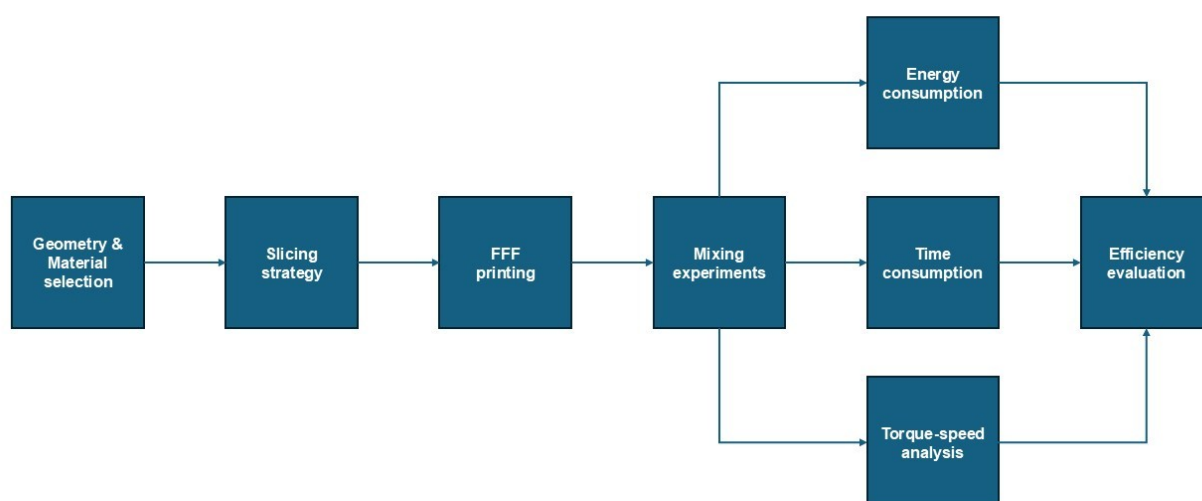 Geometry &
Material
selection
Slicing
strategy
FFF
printing
Mixing
experiments
Energy
consumption
Time
consumption
Torque-speed
analysis
Efficiency
evaluation